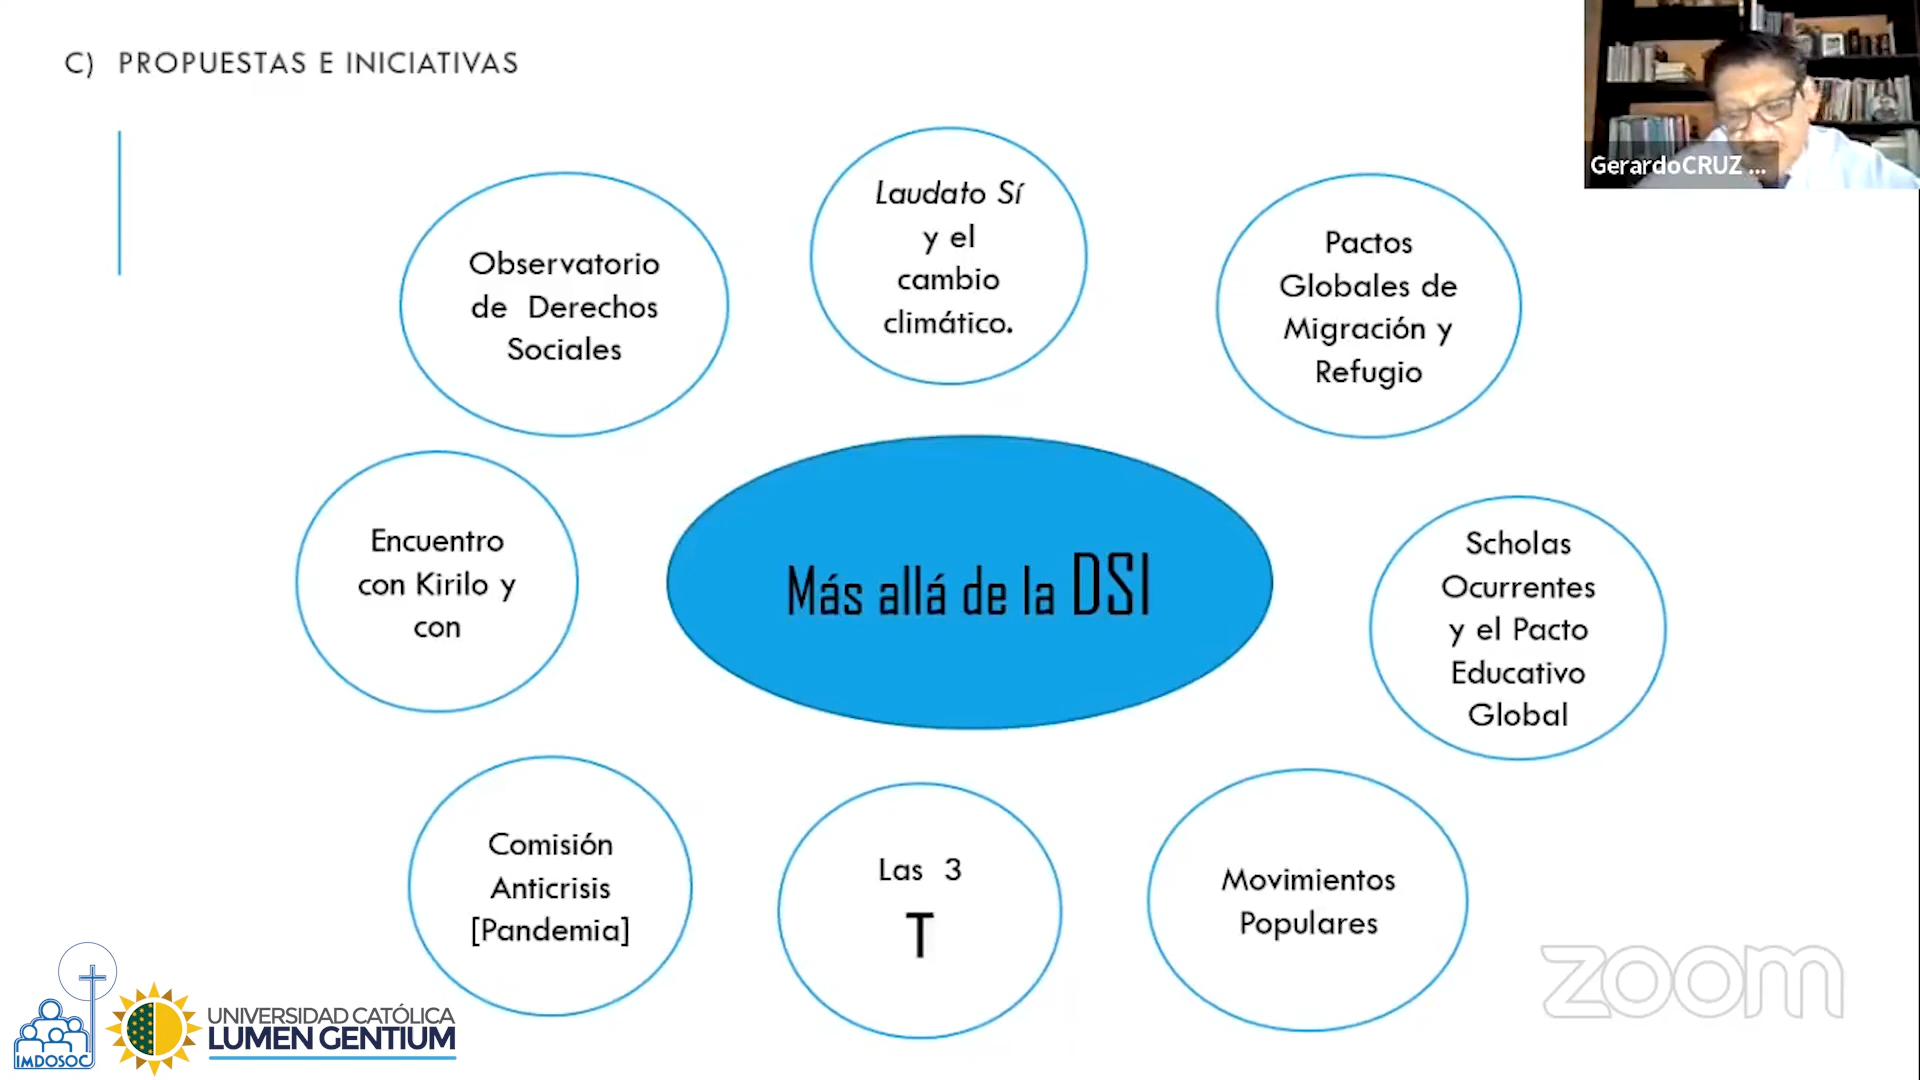 C) PROPUESTAS E INICIATIVAS
GerardoCRUZ ...
Laudato Sí
y el
cambio
climático.
Observatorio
de Derechos
Sociales
Pactos
Globales de
Migración y
Refugio
Encuentro
con Kirilo y
con
Más allá de la DSI
Scholas
Ocurrentes
y el Pacto
Educativo
Global
Comisión
Anticrisis
[Pandemia]
Las 3
T
Movimientos
Populares
IMDOSOC
UNIVERSIDAD CATÓLICA
LUMEN GENTIUM
zoom